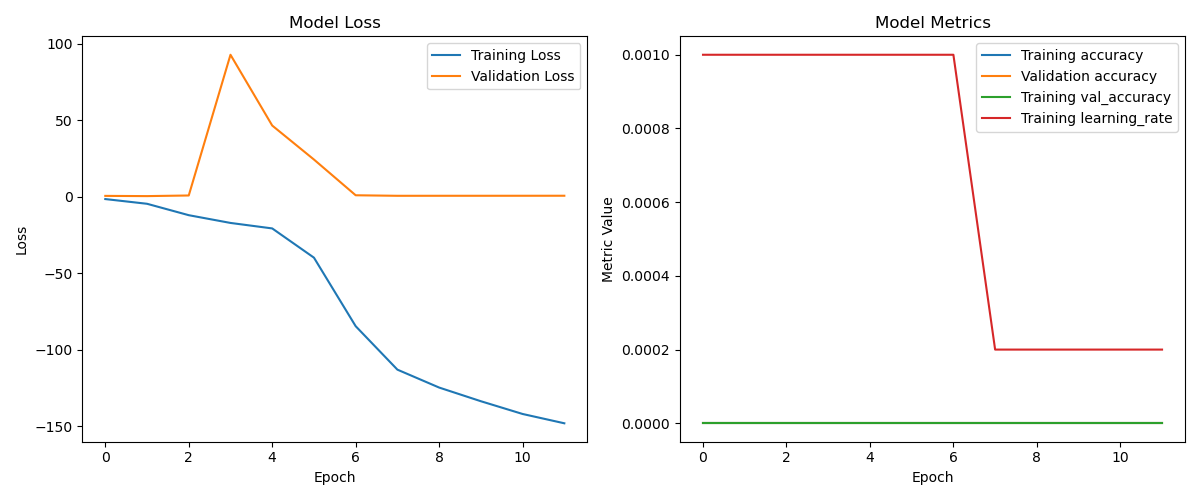 Model Loss
Training Loss
Validation Loss
100
50
0
−50
−100
−150
Loss
0
2
4
6
8
10
Epoch
Model Metrics
Training accuracy
Validation accuracy
Training val_accuracy
Training learning_rate
0.0010
0.0008
0.0006
0.0004
0.0002
0.0000
Metric Value
0
2
4
6
8
10
Epoch